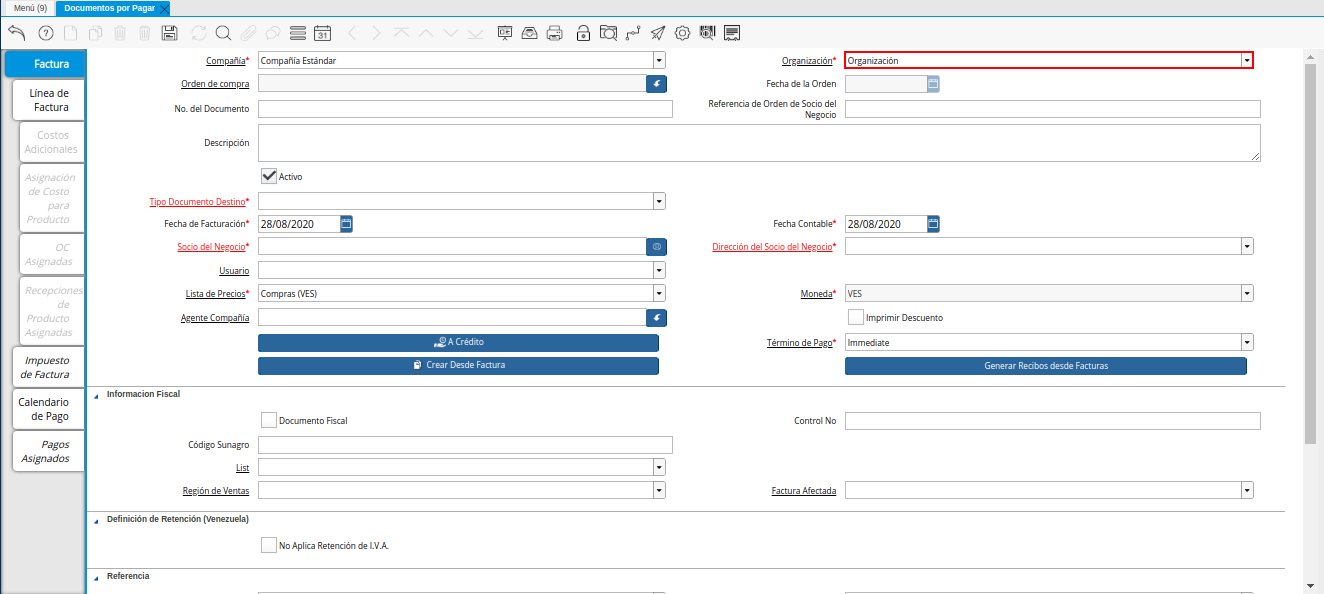 Menú (9)
Documentos por Pagar
31
Factura
Línea de
Factura
Costos
Adicionales
Asignación
de Costo
para
Producto
OC
Asignadas
Recepciones
de
Producto
Asignadas
Impuesto
de Factura
Calendario
de Pago
Pagos
Asignados
Compañía* Compañía Estándar Organización* Organización
Orden de compra Fecha de la Orden
No. del Documento Referencia de Orden de Socio del
Negocio
Descripción
Activo
Tipo Documento Destino*
Fecha de Facturación* 28/08/2020 Fecha Contable* 28/08/2020
Socio del Negocio* Dirección del Socio del Negocio*
Usuario
Lista de Precios* Compras (VES) Moneda* VES
Agente Compañía Imprimir Descuento
A Crédito Término de Pago* Immediate
Crear Desde Factura Generar Recibos desde Facturas
Informacion Fiscal
Documento Fiscal Control No
Código Sunagro
List
Región de Ventas Factura Afectada
Definición de Retención (Venezuela)
No Aplica Retención de I.V.A.
Referencia